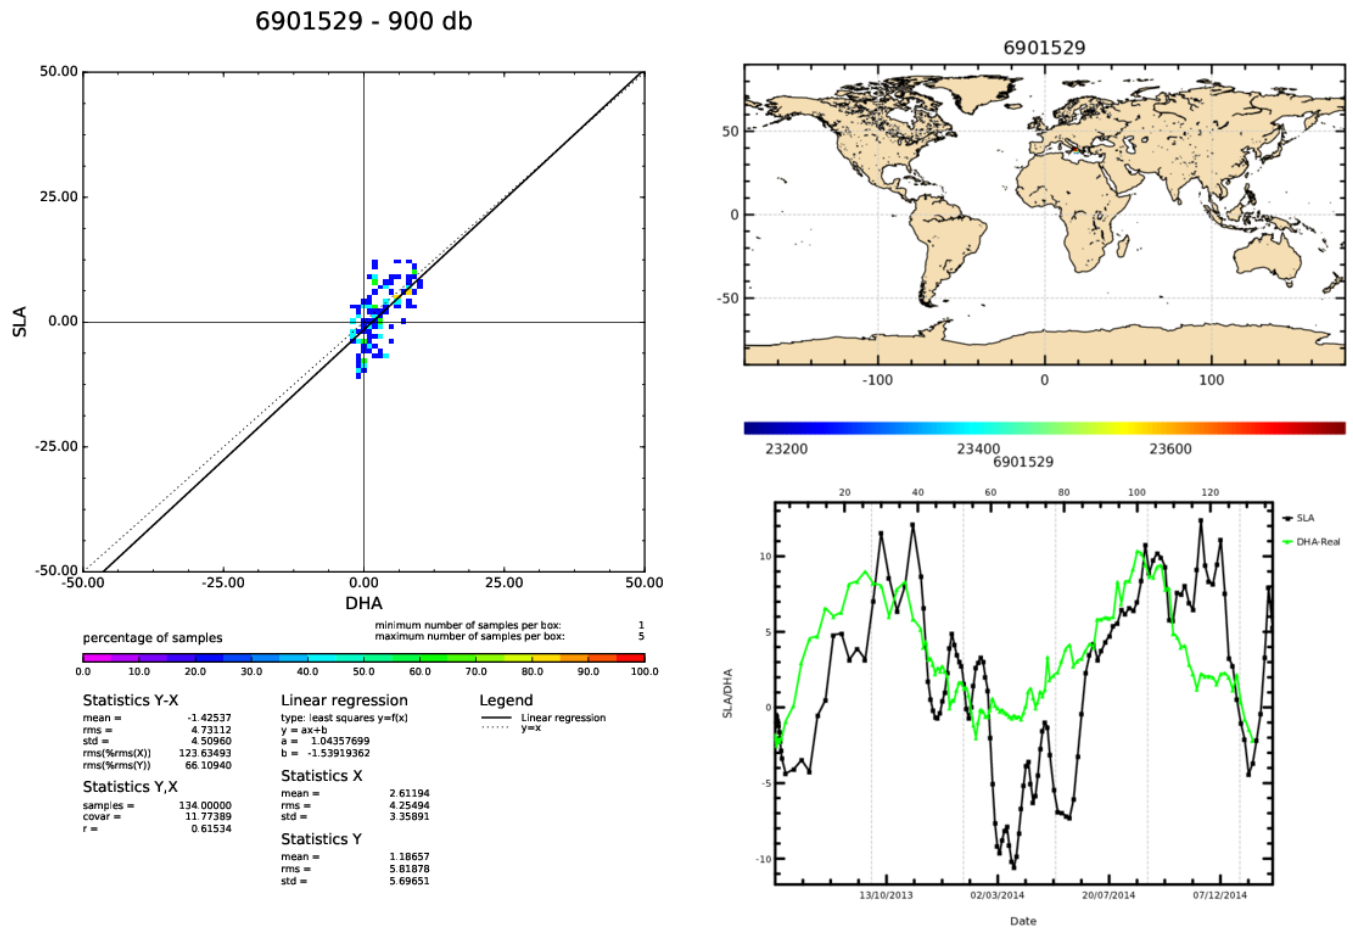 6901529 - 900 db
50.00
25.00
0.00
-25.00
-50.00
SLA
-50.00 -25.00 0.00 25.00 50.00
DHA
percentage of samples
minimum number of samples per box: 1
maximum number of samples per box: 5
0.0 10.0 20.0 30.0 40.0 50.0 60.0 70.0 80.0 90.0 100.0
Statistics Y-X
mean = -1.42537
rms = 4.73112
std = 4.50960
rms(%rms(X)) 123.63493
rms(%rms(Y)) 66.10940
Statistics Y,X
samples = 134.00000
covar = 11.77389
r = 0.61534
Linear regression
type: least squares y=f(x)
y = ax+b
a = 1.04357699
b = -1.53919362
Statistics X
mean = 2.61194
rms = 4.25494
std = 3.35891
Statistics Y
mean = 1.18657
rms = 5.81878
std = 5.69651
Legend
Linear regression
y=x
6901529
50
0
-50
-100 0 100
23200 23400 23600
6901529
20 40 60 80 100 120
SLA
DHA-Real
10
5
0
-5
-10
SLA/DHA
13/10/2013 02/03/2014 20/07/2014 07/12/2014
Date